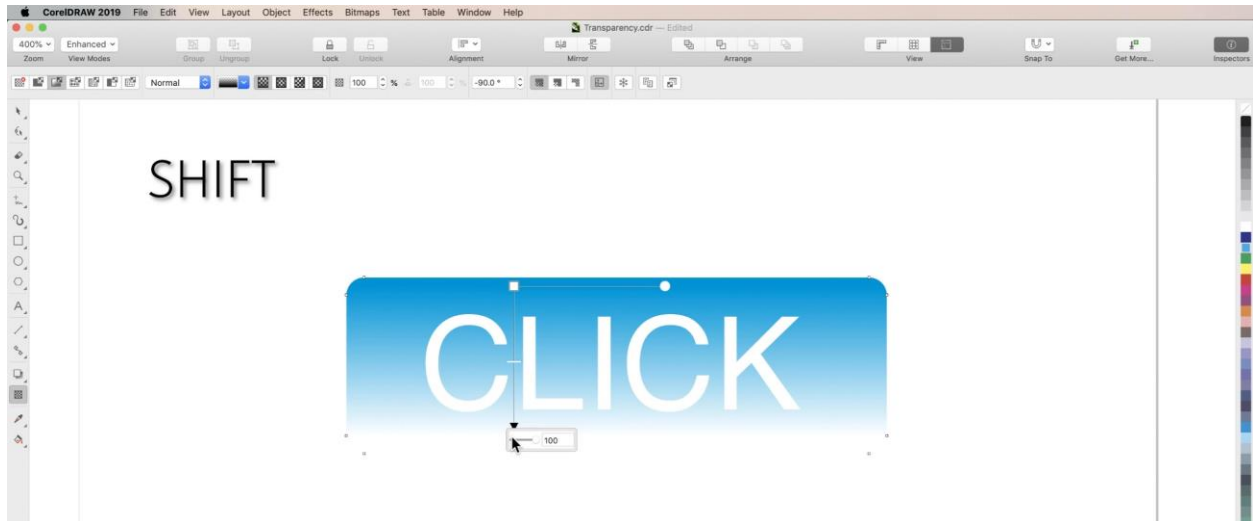 CorelDRAW 2019 File Edit View Layout Object Effects Bitmaps Text Table Window Help
Transparency.cdr — Edited
400% Enhanced
Zoom View Modes Group Ungroup Lock Unlock Alignment Mirror Arrange View Snap To Get More... Inspectors
Normal 100 % 100 % -90.0 °
SHIFT
CLICK
100